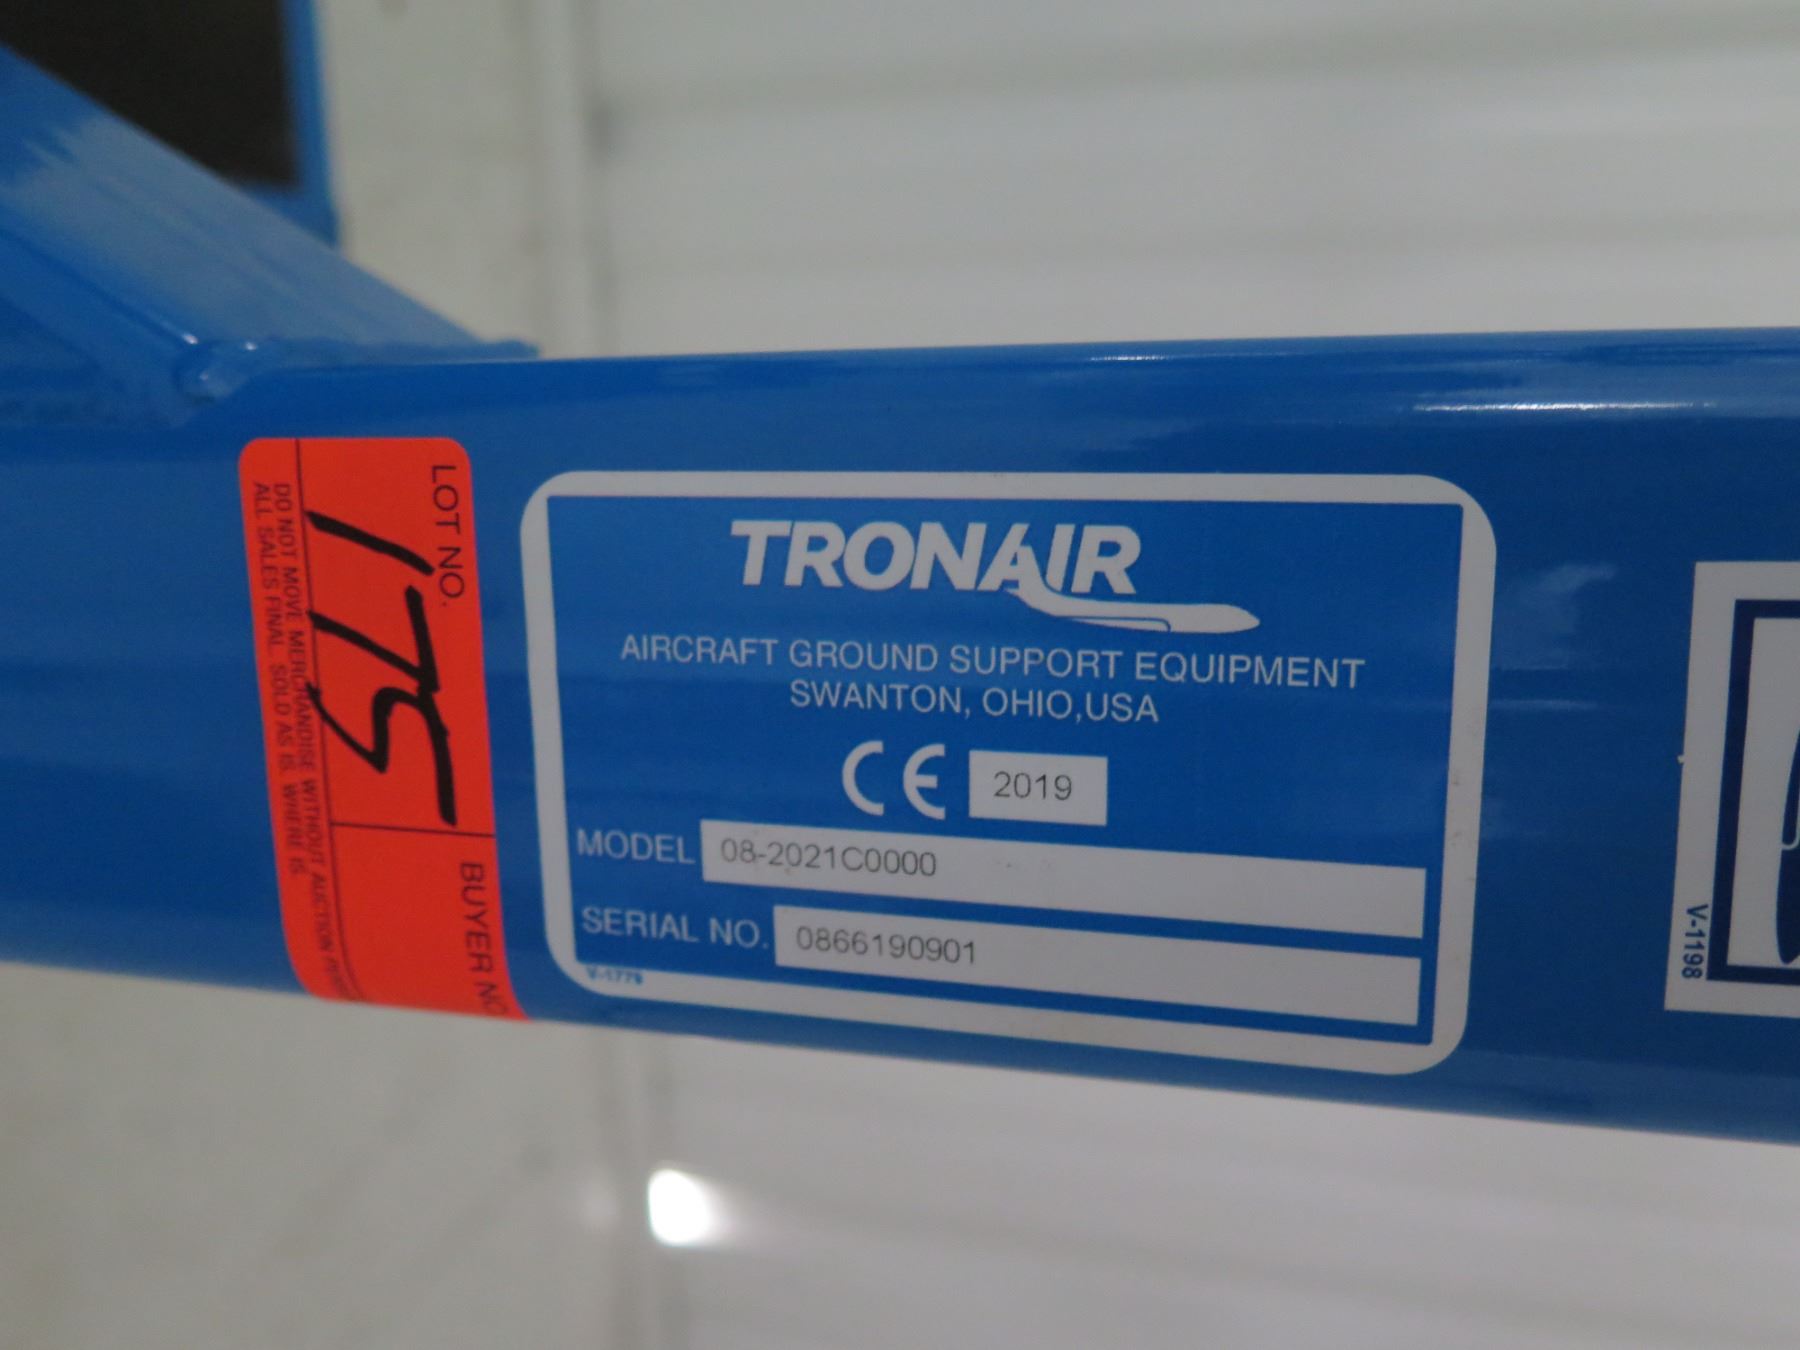 LOT NO.
175
DO NOT MOVE MERCHANDISE WITHOUT AUCTION
ALL SALES FINAL. SOLD AS IS. WHERE IS.
BUYER NO
TRONAIR
AIRCRAFT GROUND SUPPORT EQUIPMENT
SWANTON, OHIO,USA
CE 2019
MODEL 08-2021C0000
SERIAL NO. 0866190901
V-1779
V-1198